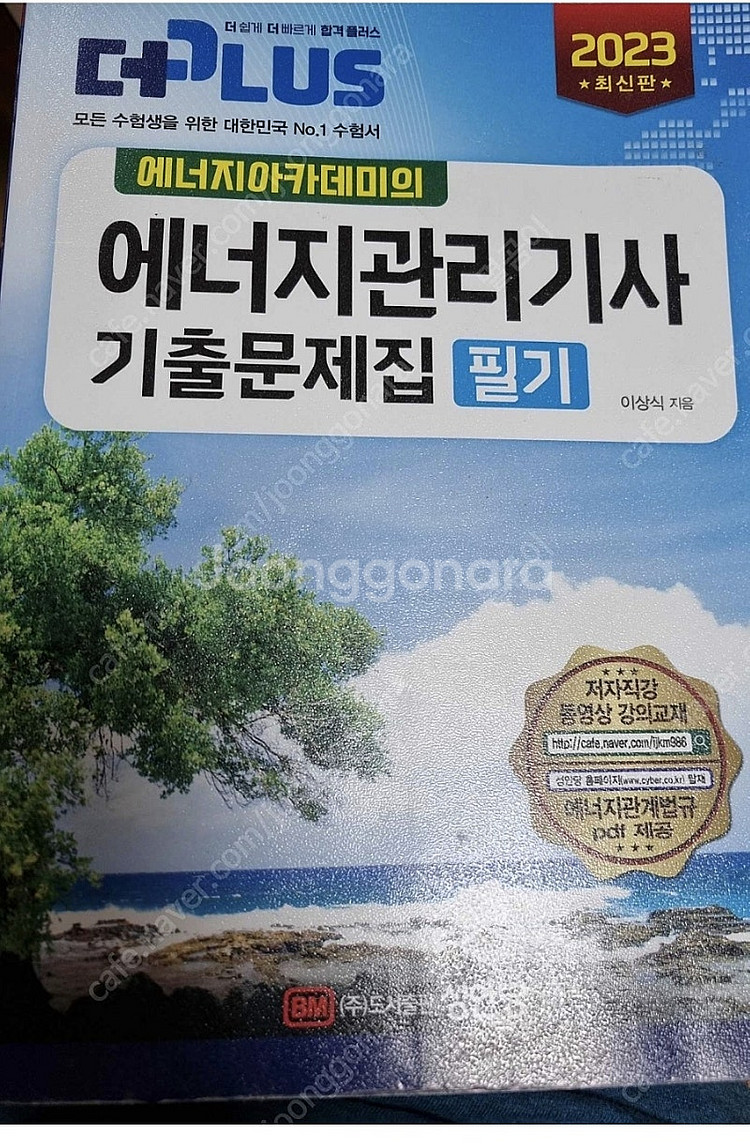 더 쉽게 더 빠르게 합격 플러스
더PLUS
모든 수험생을 위한 대한민국 No.1 수험서
2023
★최신판★
에너지아카데미의
에너지관리기사
기출문제집 필기
이상식 지음
Joonggonara
저자직강
동영상 강의교재
http://cafe.naver.com/ijkm986
성안당 홈페이지(www.cyber.co.kr) 탑재
에너지관계법규
pdf 제공
BM (주)도서출판 성안당